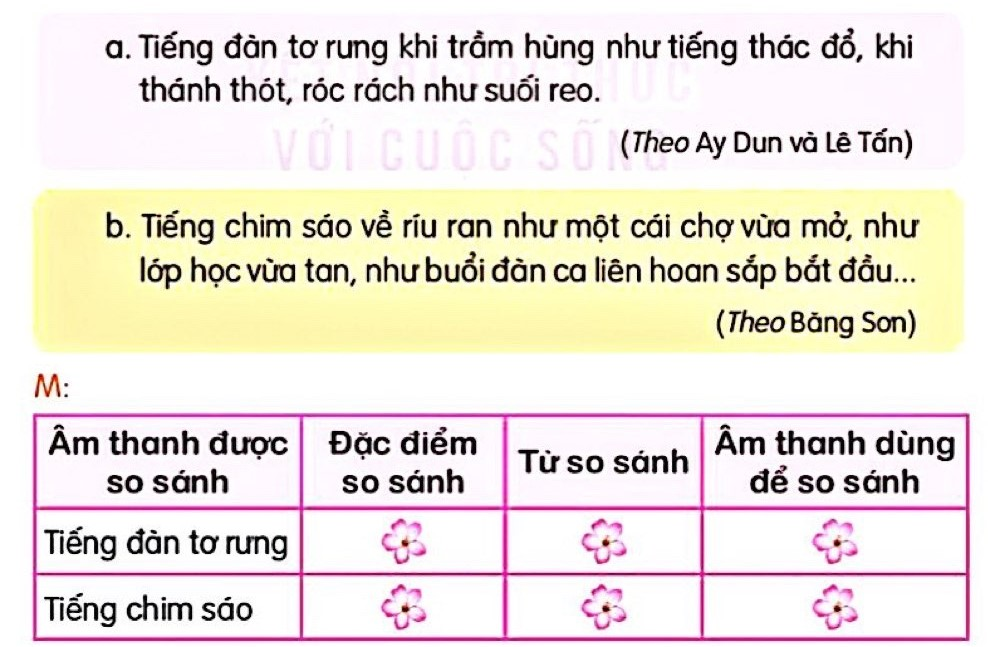 a. Tiếng đàn tơ rưng khi trầm hùng như tiếng thác đổ, khi
thánh thót, róc rách như suối reo.
(Theo Ay Dun và Lê Tấn)
VỚI CUỘC SỐNG
b. Tiếng chim sáo về ríu ran như một cái chợ vừa mở, như
lớp học vừa tan, như buổi đàn ca liên hoan sắp bắt đầu...
(Theo Băng Sơn)
M:
Âm thanh được so sánh
Đặc điểm so sánh
Từ so sánh
Âm thanh dùng để so sánh
Tiếng đàn tơ rưng
Tiếng chim sáo